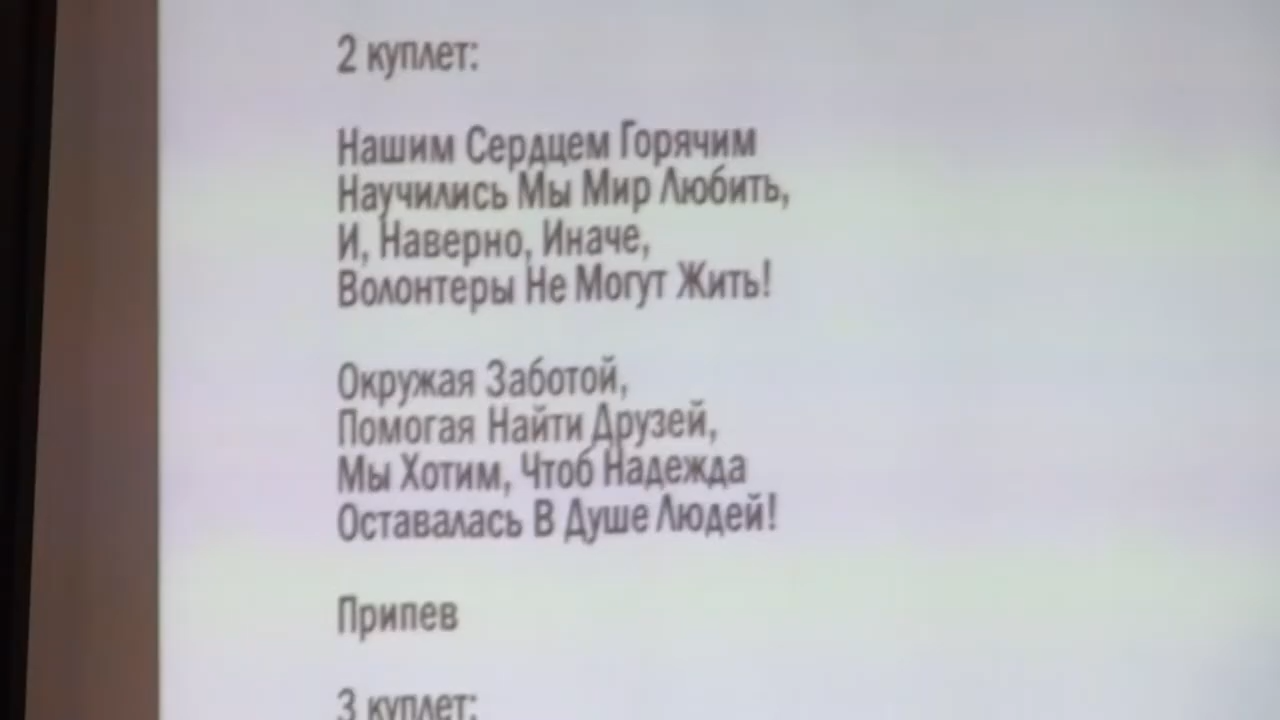 2 куплет:
Нашим Сердцем Горячим
Научились Мы Мир Любить,
И, Наверно, Иначе,
Волонтеры Не Могут Жить!
Окружая Заботой,
Помогая Найти Друзей,
Мы Хотим, Чтоб Надежда
Оставалась В Душе Людей!
Припев
3 куплет: